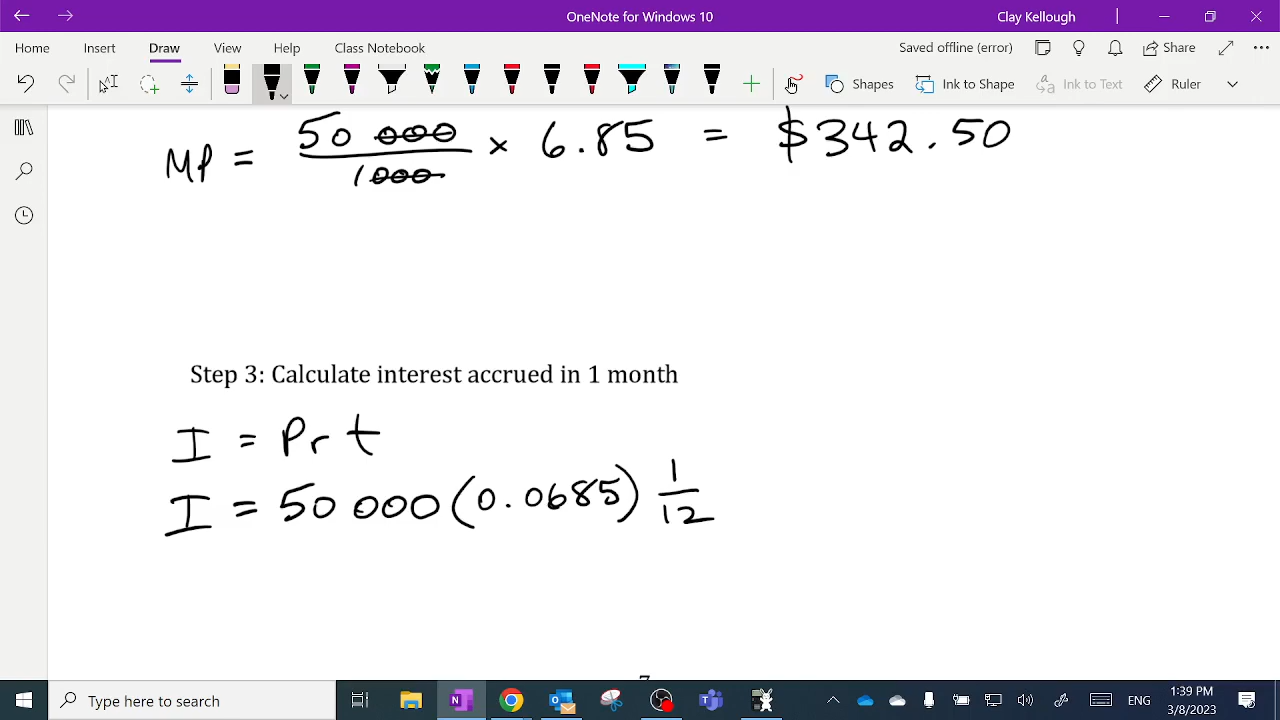 OneNote for Windows 10
Clay Kellough
Home Insert Draw View Help Class Notebook
Saved offline (error) Share
Shapes Ink to Shape Ink to Text Ruler
MP = 50 000 / 1000 × 6.85 = $342.50
Step 3: Calculate interest accrued in 1 month
I = Prt
I = 50 000 (0.0685) 1/12
Type here to search
ENG
1:39 PM
3/8/2023